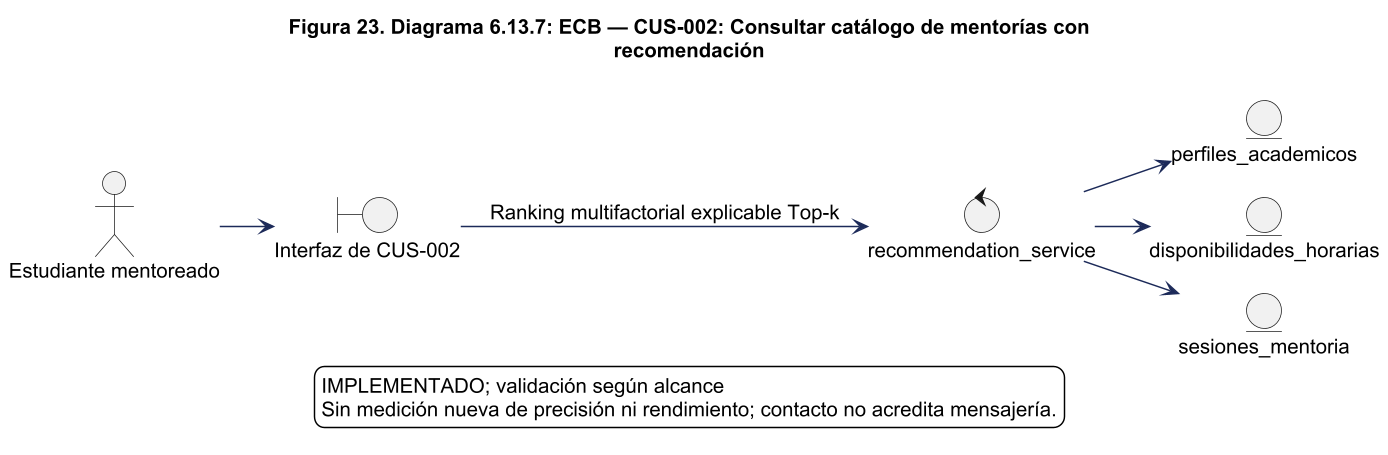 Figura 23. Diagrama 6.13.7: ECB — CUS-002: Consultar catálogo de mentorías con
recomendación
perfiles_academicos
Ranking multifactorial explicable Top-k
Estudiante mentoreado
Interfaz de CUS-002
recommendation_service
disponibilidades_horarias
sesiones_mentoria
IMPLEMENTADO; validación según alcance
Sin medición nueva de precisión ni rendimiento; contacto no acredita mensajería.